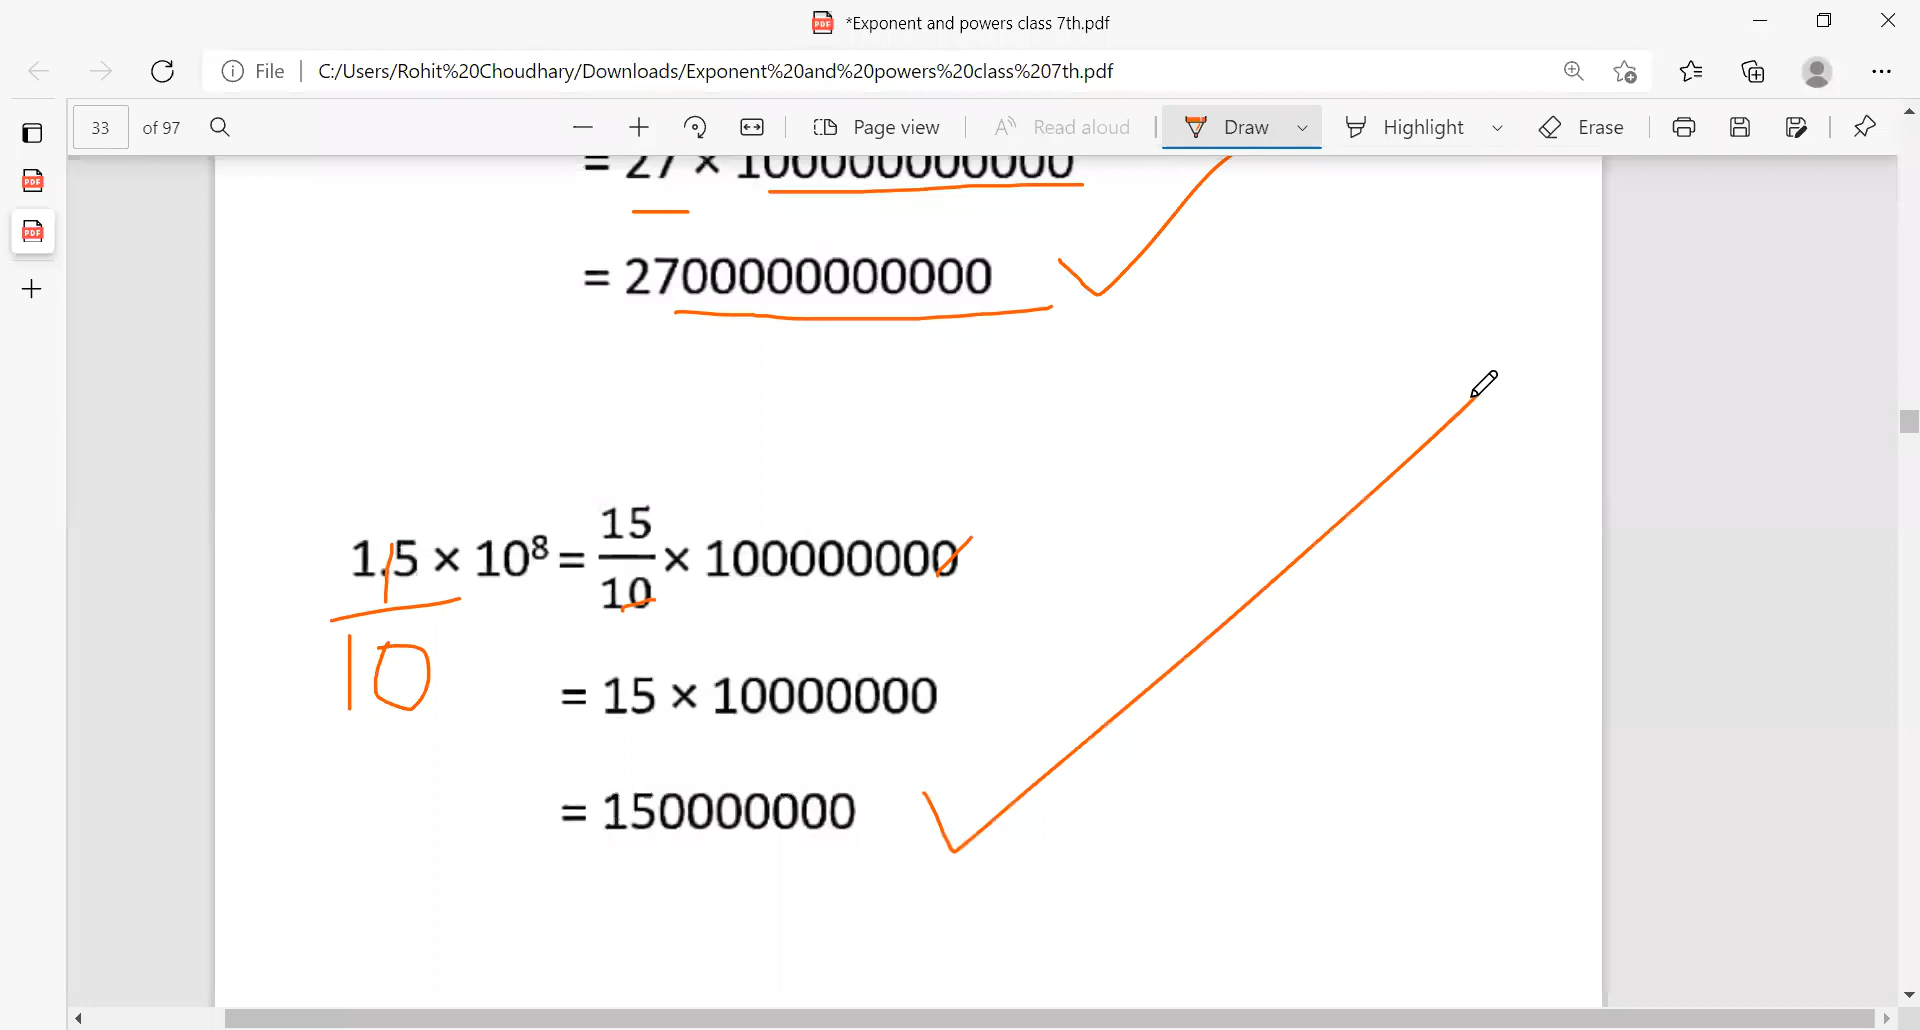 *Exponent and powers class 7th.pdf
File | C:/Users/Rohit%20Choudhary/Downloads/Exponent%20and%20powers%20class%207th.pdf
33 of 97 Page view Read aloud Draw Highlight Erase
= 27 × 100000000000
= 2700000000000
1.5 × 10⁸ = 15/10 × 100000000
10
= 15 × 10000000
= 150000000